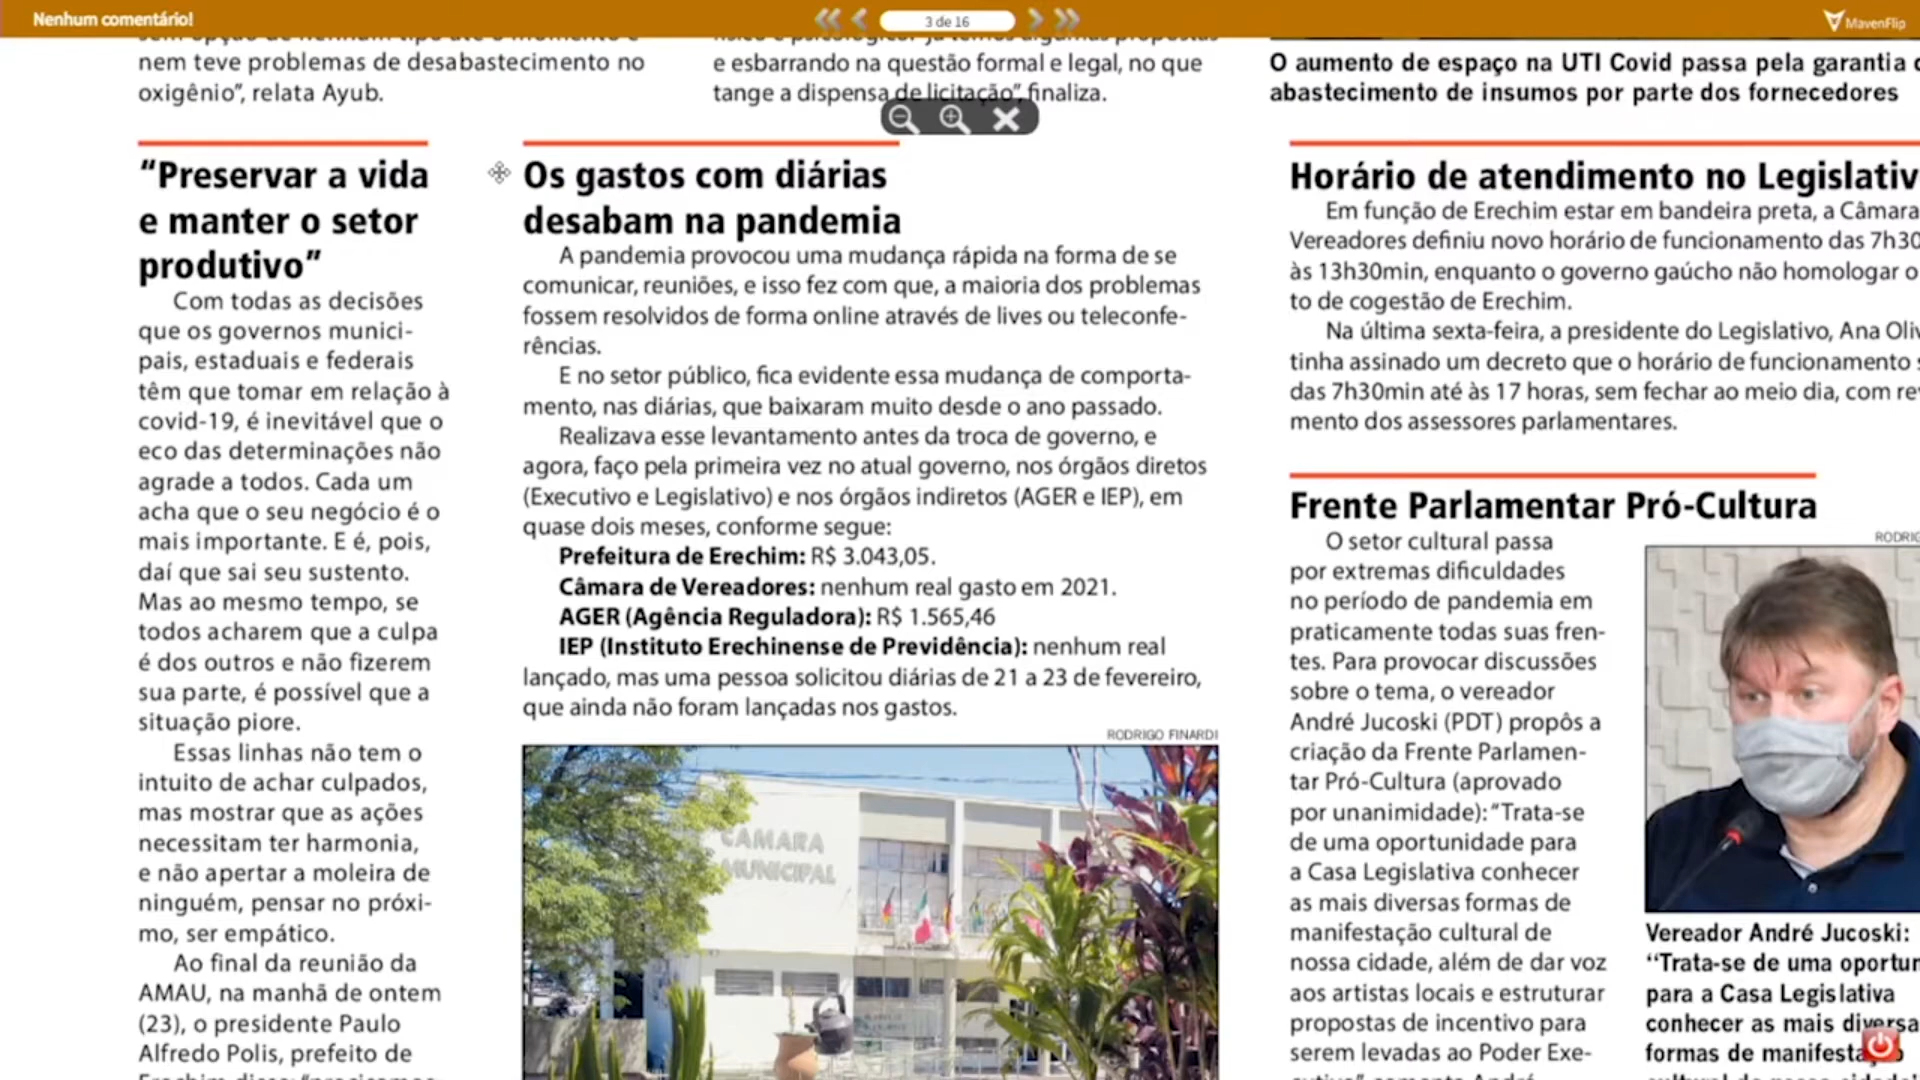 Nenhum comentário!
3 de 16
MavenFlip
nem teve problemas de desabastecimento no
oxigênio”, relata Ayub.
e esbarrando na questão formal e legal, no que
tange a dispensa de licitação”, finaliza.
O aumento de espaço na UTI Covid passa pela garantia
abastecimento de insumos por parte dos fornecedores
“Preservar a vida
e manter o setor
produtivo”
Com todas as decisões
que os governos munici-
pais, estaduais e federais
têm que tomar em relação à
covid-19, é inevitável que o
eco das determinações não
agrade a todos. Cada um
acha que o seu negócio é o
mais importante. E é, pois,
daí que sai seu sustento.
Mas ao mesmo tempo, se
todos acharem que a culpa
é dos outros e não fizerem
sua parte, é possível que a
situação piore.
Essas linhas não tem o
intuito de achar culpados,
mas mostrar que as ações
necessitam ter harmonia,
e não apertar a moleira de
ninguém, pensar no próxi-
mo, ser empático.
Ao final da reunião da
AMAU, na manhã de ontem
(23), o presidente Paulo
Alfredo Polis, prefeito de
Os gastos com diárias
desabam na pandemia
A pandemia provocou uma mudança rápida na forma de se
comunicar, reuniões, e isso fez com que, a maioria dos problemas
fossem resolvidos de forma online através de lives ou teleconfe-
rências.
E no setor público, fica evidente essa mudança de comporta-
mento, nas diárias, que baixaram muito desde o ano passado.
Realizava esse levantamento antes da troca de governo, e
agora, faço pela primeira vez no atual governo, nos órgãos diretos
(Executivo e Legislativo) e nos órgãos indiretos (AGER e IEP), em
quase dois meses, conforme segue:
Prefeitura de Erechim: R$ 3.043,05.
Câmara de Vereadores: nenhum real gasto em 2021.
AGER (Agência Reguladora): R$ 1.565,46
IEP (Instituto Erechinense de Previdência): nenhum real
lançado, mas uma pessoa solicitou diárias de 21 a 23 de fevereiro,
que ainda não foram lançadas nos gastos.
RODRIGO FINARDI
CÂMARA
MUNICIPAL
Horário de atendimento no Legislativ
Em função de Erechim estar em bandeira preta, a Câmara
Vereadores definiu novo horário de funcionamento das 7h30
às 13h30min, enquanto o governo gaúcho não homologar o
to de cogestão de Erechim.
Na última sexta-feira, a presidente do Legislativo, Ana Oliv
tinha assinado um decreto que o horário de funcionamento s
das 7h30min até às 17 horas, sem fechar ao meio dia, com re
mento dos assessores parlamentares.
Frente Parlamentar Pró-Cultura
RODRIG
O setor cultural passa
por extremas dificuldades
no período de pandemia em
praticamente todas suas fren-
tes. Para provocar discussões
sobre o tema, o vereador
André Jucoski (PDT) propôs a
criação da Frente Parlamen-
tar Pró-Cultura (aprovado
por unanimidade): “Trata-se
de uma oportunidade para
a Casa Legislativa conhecer
as mais diversas formas de
manifestação cultural de
nossa cidade, além de dar voz
aos artistas locais e estruturar
propostas de incentivo para
serem levadas ao Poder Exe-
Vereador André Jucoski:
“Trata-se de uma oportun
para a Casa Legislativa
conhecer as mais diversa
formas de manifestação